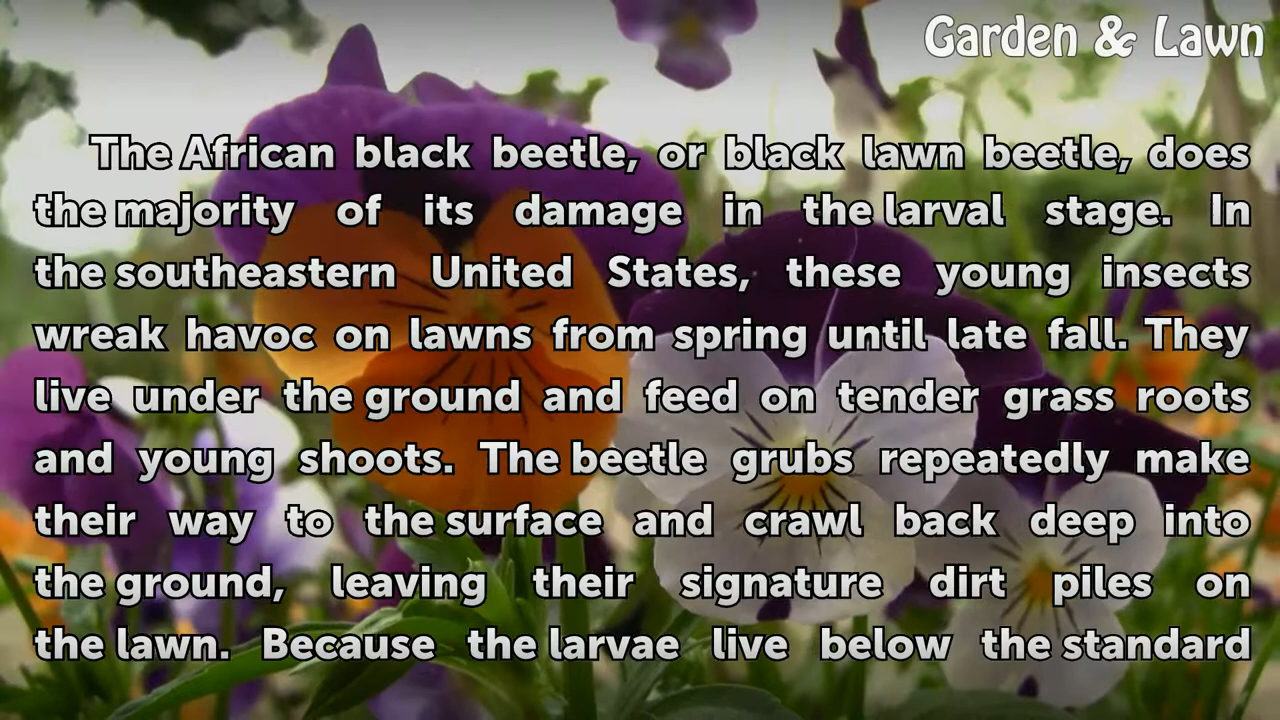 Garden & Lawn
The African black beetle, or black lawn beetle, does
the majority of its damage in the larval stage. In
the southeastern United States, these young insects
wreak havoc on lawns from spring until late fall. They
live under the ground and feed on tender grass roots
and young shoots. The beetle grubs repeatedly make
their way to the surface and crawl back deep into
the ground, leaving their signature dirt piles on
the lawn. Because the larvae live below the standard